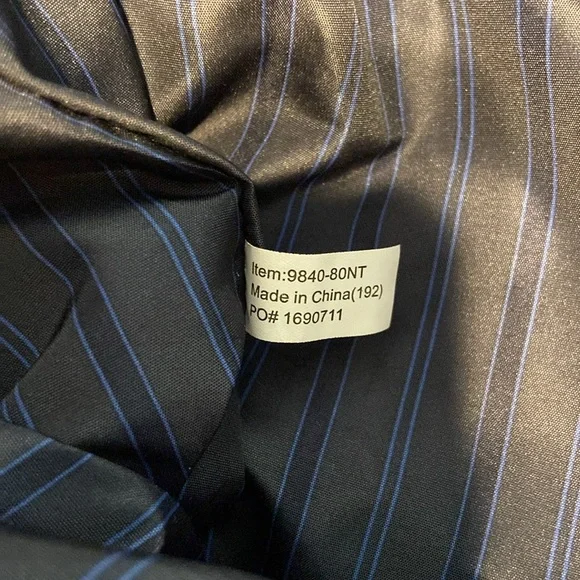 Item:9840-80NT
Made in China(192)
PO# 1690711